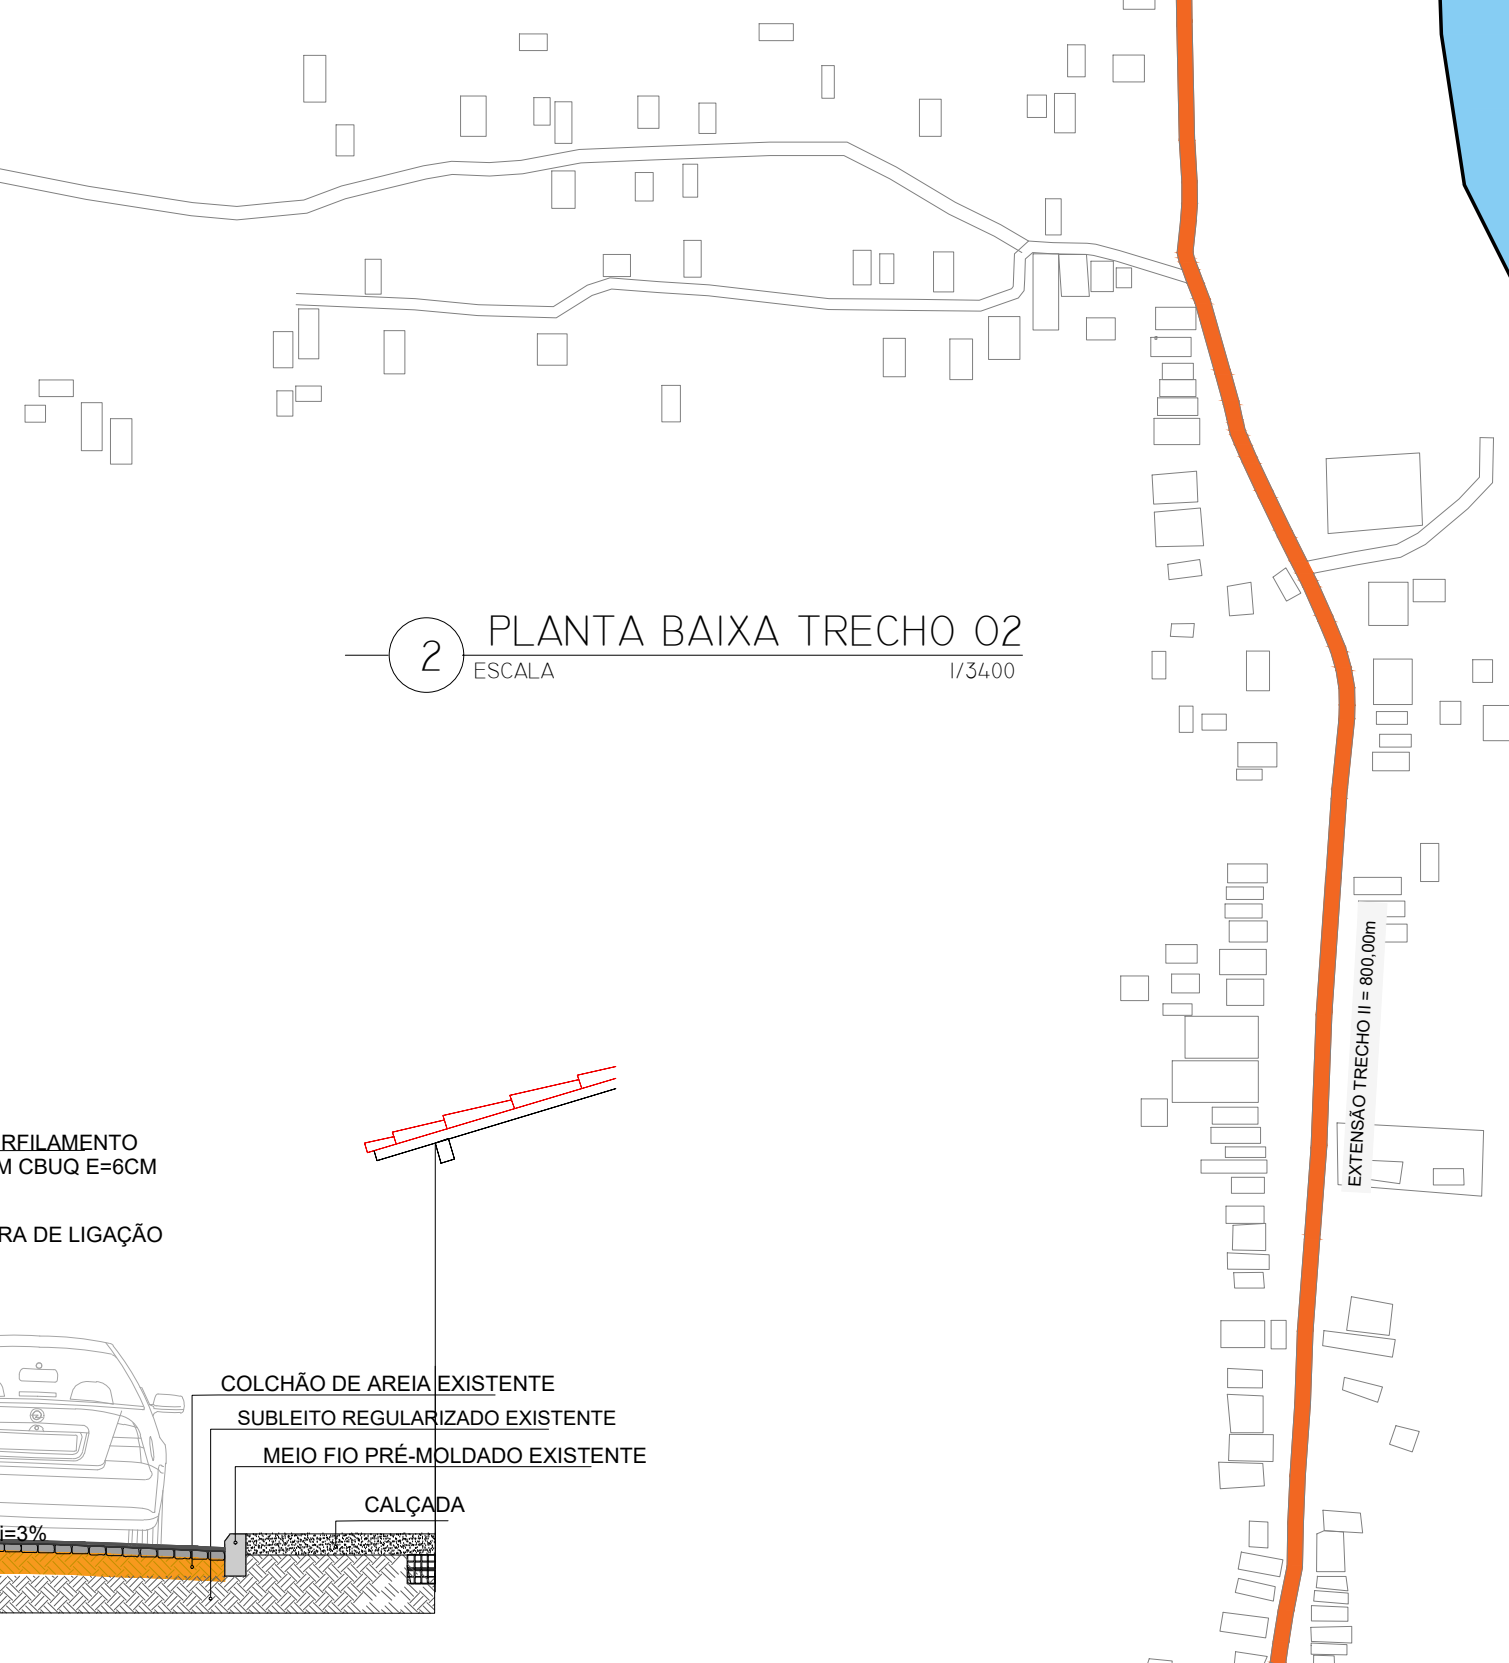 2
PLANTA BAIXA TRECHO 02
ESCALA
1/3400
EXTENSÃO TRECHO II = 800,00m
RFILAMENTO
M CBUQ E=6CM
RA DE LIGAÇÃO
COLCHÃO DE AREIA EXISTENTE
SUBLEITO REGULARIZADO EXISTENTE
MEIO FIO PRÉ-MOLDADO EXISTENTE
CALÇADA
i=3%